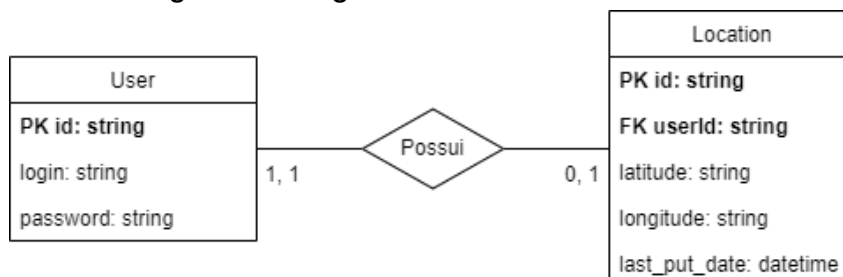 User
PK id: string
login: string
password: string
1, 1
Possui
0, 1
Location
PK id: string
FK userId: string
latitude: string
longitude: string
last_put_date: datetime